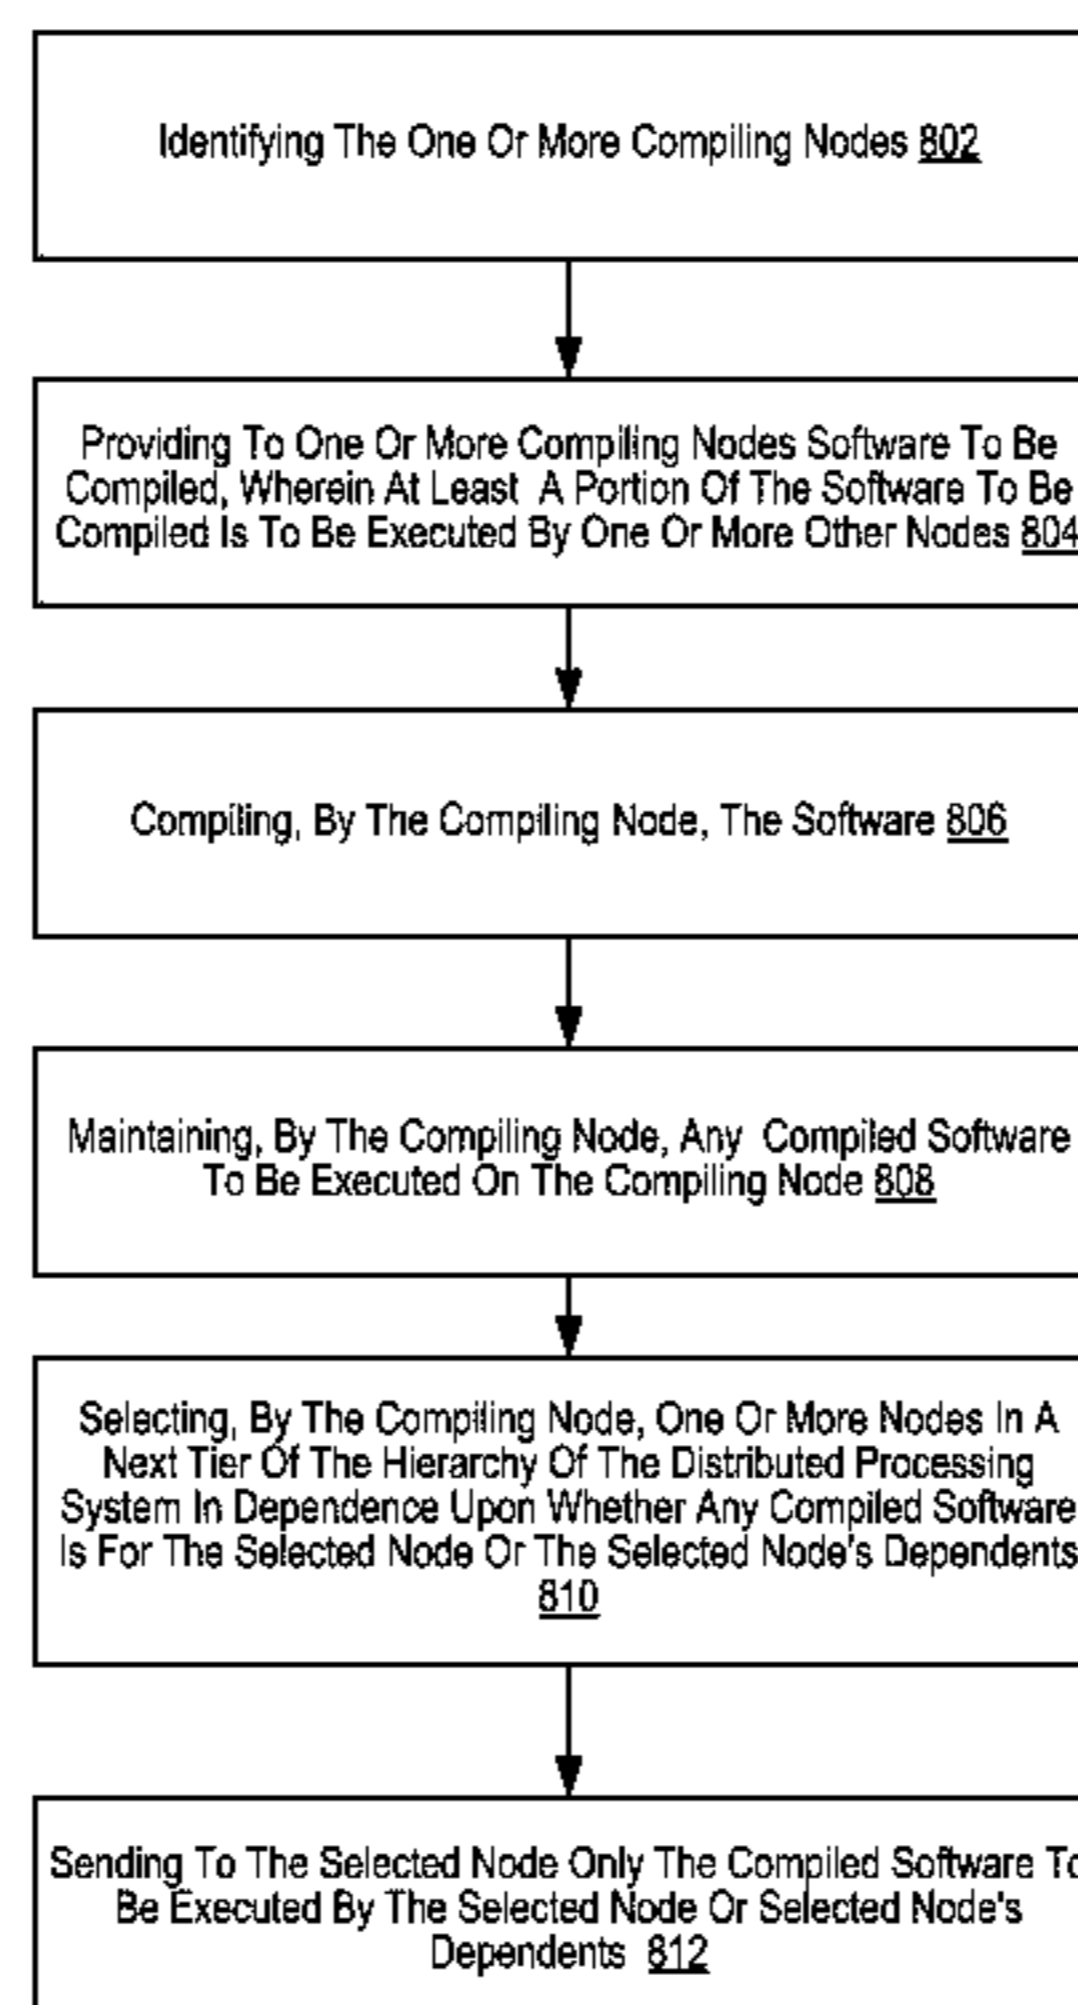 Identifying The One Or More Compiling Nodes 802
Providing To One Or More Compiling Nodes Software To Be
Compiled, Wherein At Least A Portion Of The Software To Be
Compiled Is To Be Executed By One Or More Other Nodes 804
Compiling, By The Compiling Node, The Software 806
Maintaining, By The Compiling Node, Any Compiled Software
To Be Executed On The Compiling Node 808
Selecting, By The Compiling Node, One Or More Nodes In A
Next Tier Of The Hierarchy Of The Distributed Processing
System In Dependence Upon Whether Any Compiled Software
Is For The Selected Node Or The Selected Node's Dependents
810
Sending To The Selected Node Only The Compiled Software To
Be Executed By The Selected Node Or Selected Node's
Dependents 812